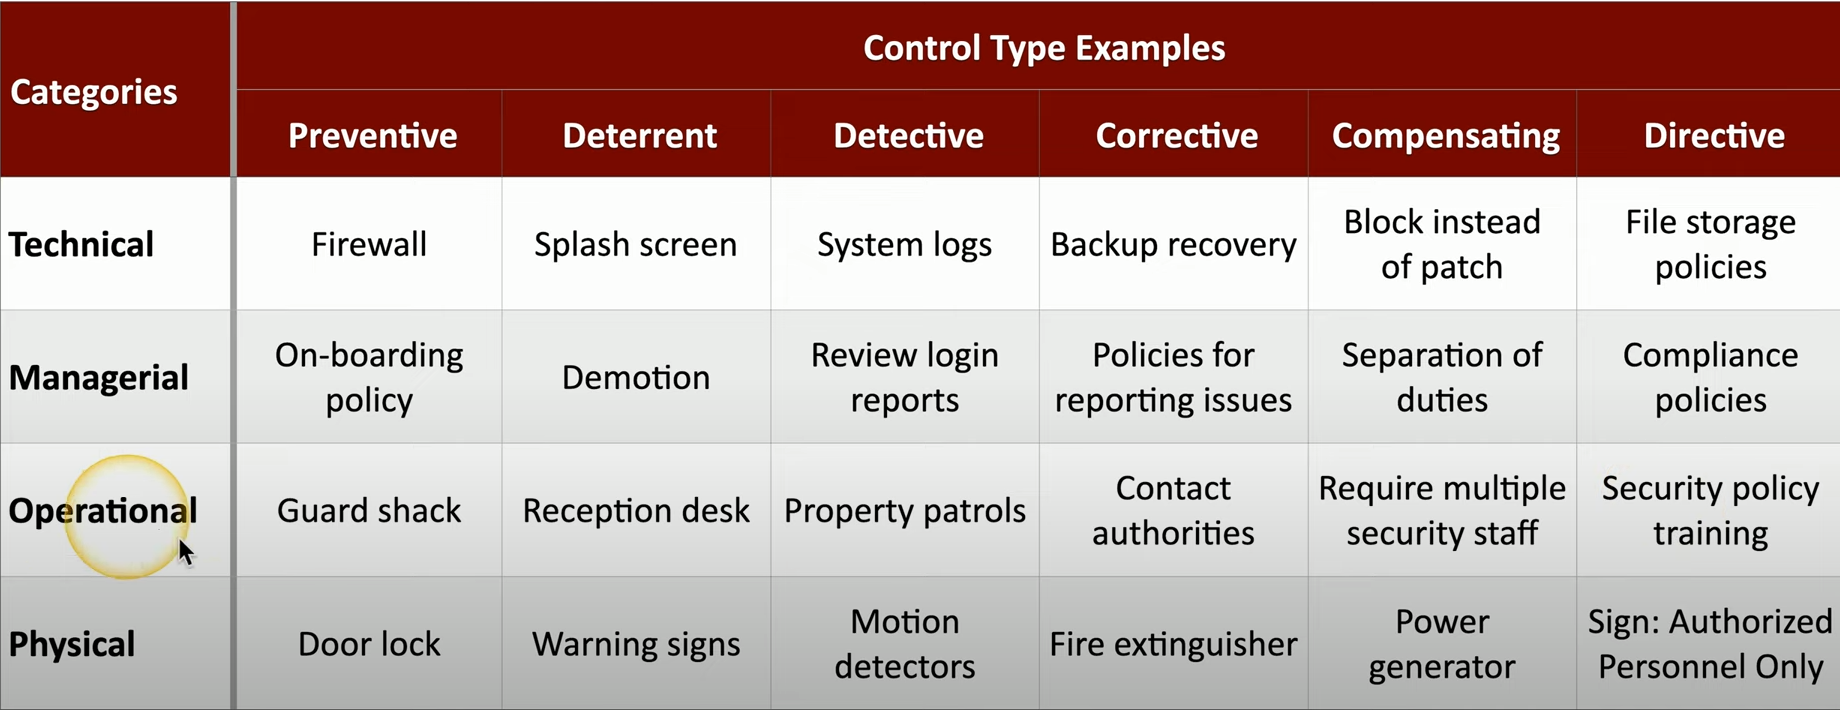 Categories
Control Type Examples
Preventive Deterrent Detective Corrective Compensating Directive
Technical
Firewall
Splash screen
System logs
Backup recovery
Block instead
of patch
File storage
policies
Managerial
On-boarding
policy
Demotion
Review login
reports
Policies for
reporting issues
Separation of
duties
Compliance
policies
Operational
Guard shack
Reception desk
Property patrols
Contact
authorities
Require multiple
security staff
Security policy
training
Physical
Door lock
Warning signs
Motion
detectors
Fire extinguisher
Power
generator
Sign: Authorized
Personnel Only